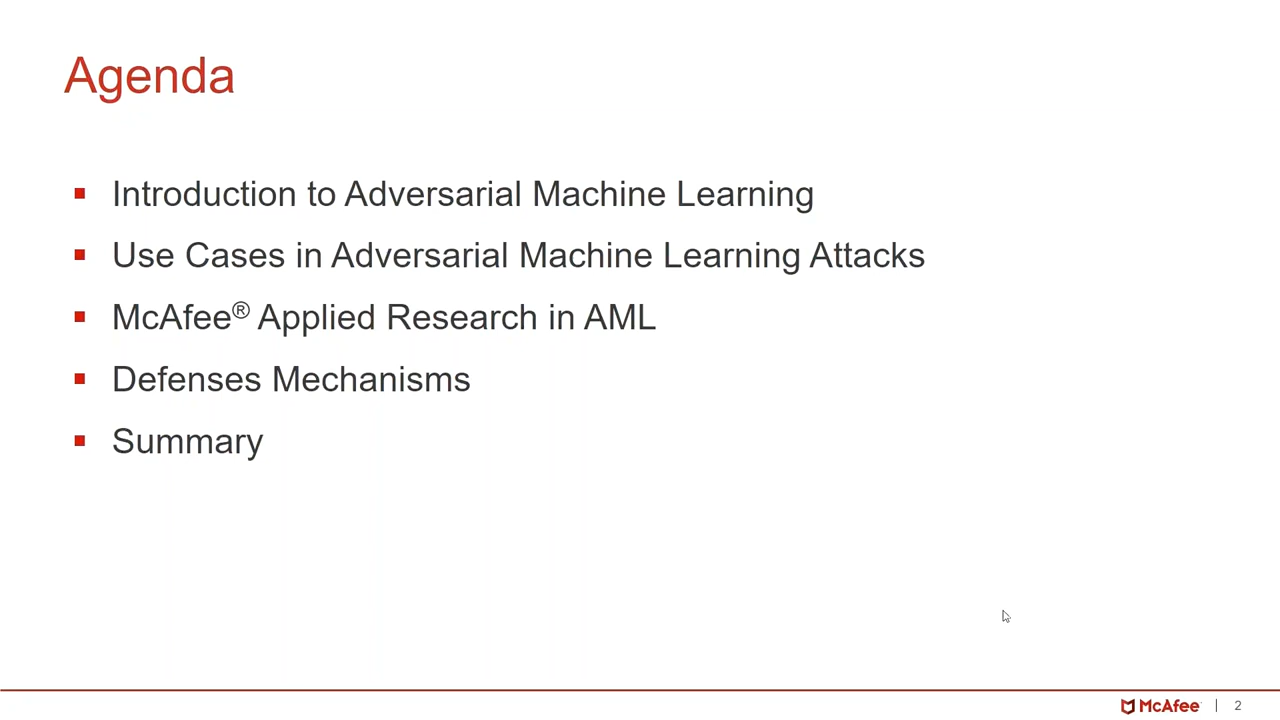 Agenda
▪ Introduction to Adversarial Machine Learning
▪ Use Cases in Adversarial Machine Learning Attacks
▪ McAfee® Applied Research in AML
▪ Defenses Mechanisms
▪ Summary
McAfee | 2